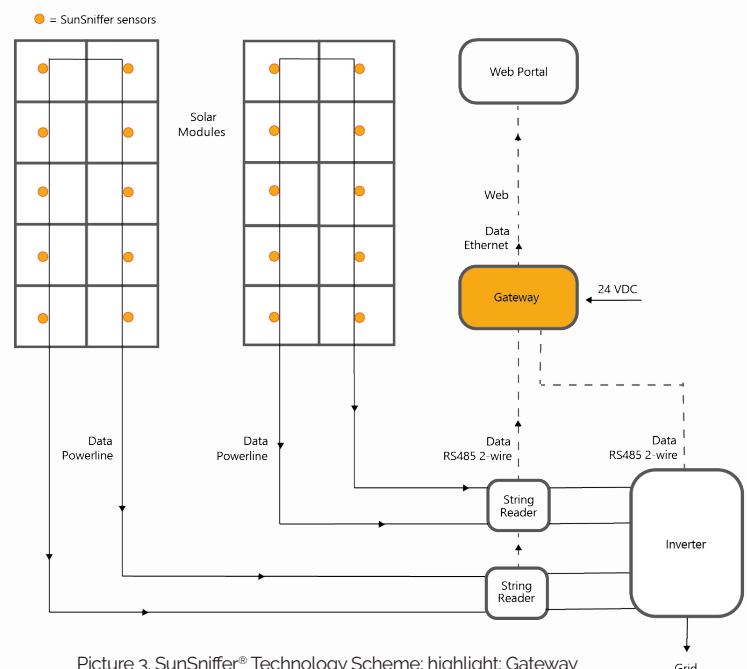 = SunSniffer sensors
Solar
Modules
Web Portal
Web
Data
Ethernet
Gateway
24 VDC
Data
Powerline
Data
Powerline
Data
RS485 2-wire
Data
RS485 2-wire
String
Reader
Inverter
String
Reader
Picture 3. SunSniffer® Technology Scheme: highlight: Gateway
Grid